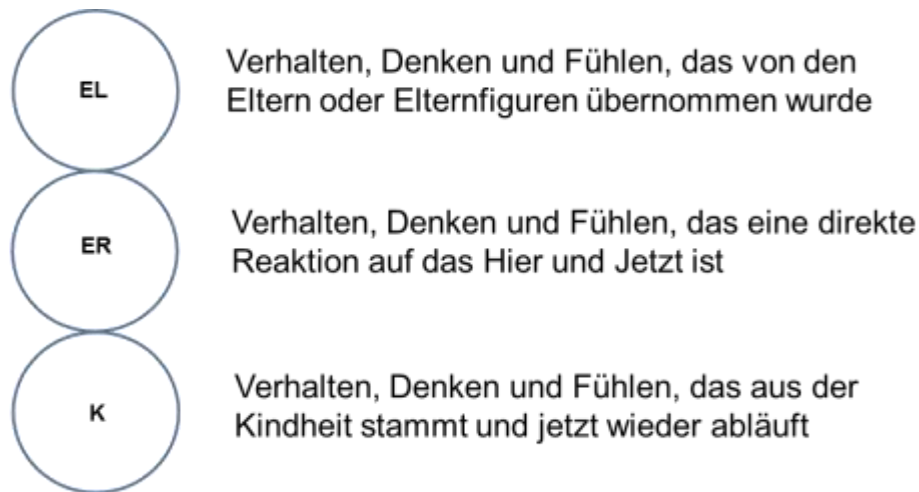 EL
Verhalten, Denken und Fühlen, das von den
Eltern oder Elternfiguren übernommen wurde
ER
Verhalten, Denken und Fühlen, das eine direkte
Reaktion auf das Hier und Jetzt ist
K
Verhalten, Denken und Fühlen, das aus der
Kindheit stammt und jetzt wieder abläuft